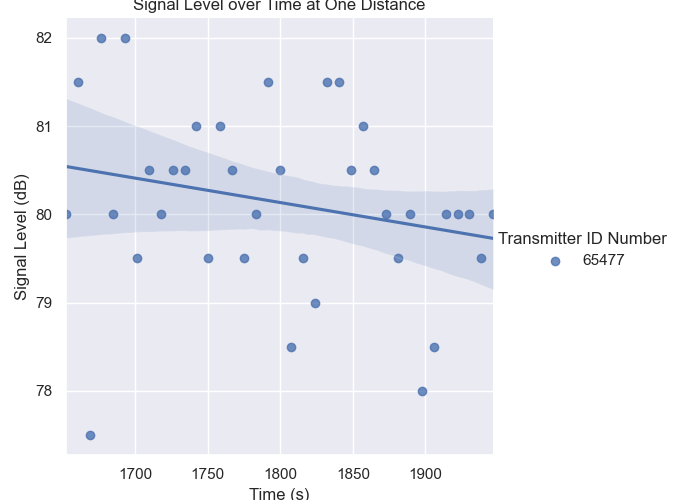 Signal Level over Time at One Distance
82
81
80
79
78
Signal Level (dB)
1700
1750
1800
1850
1900
Time (s)
Transmitter ID Number
65477